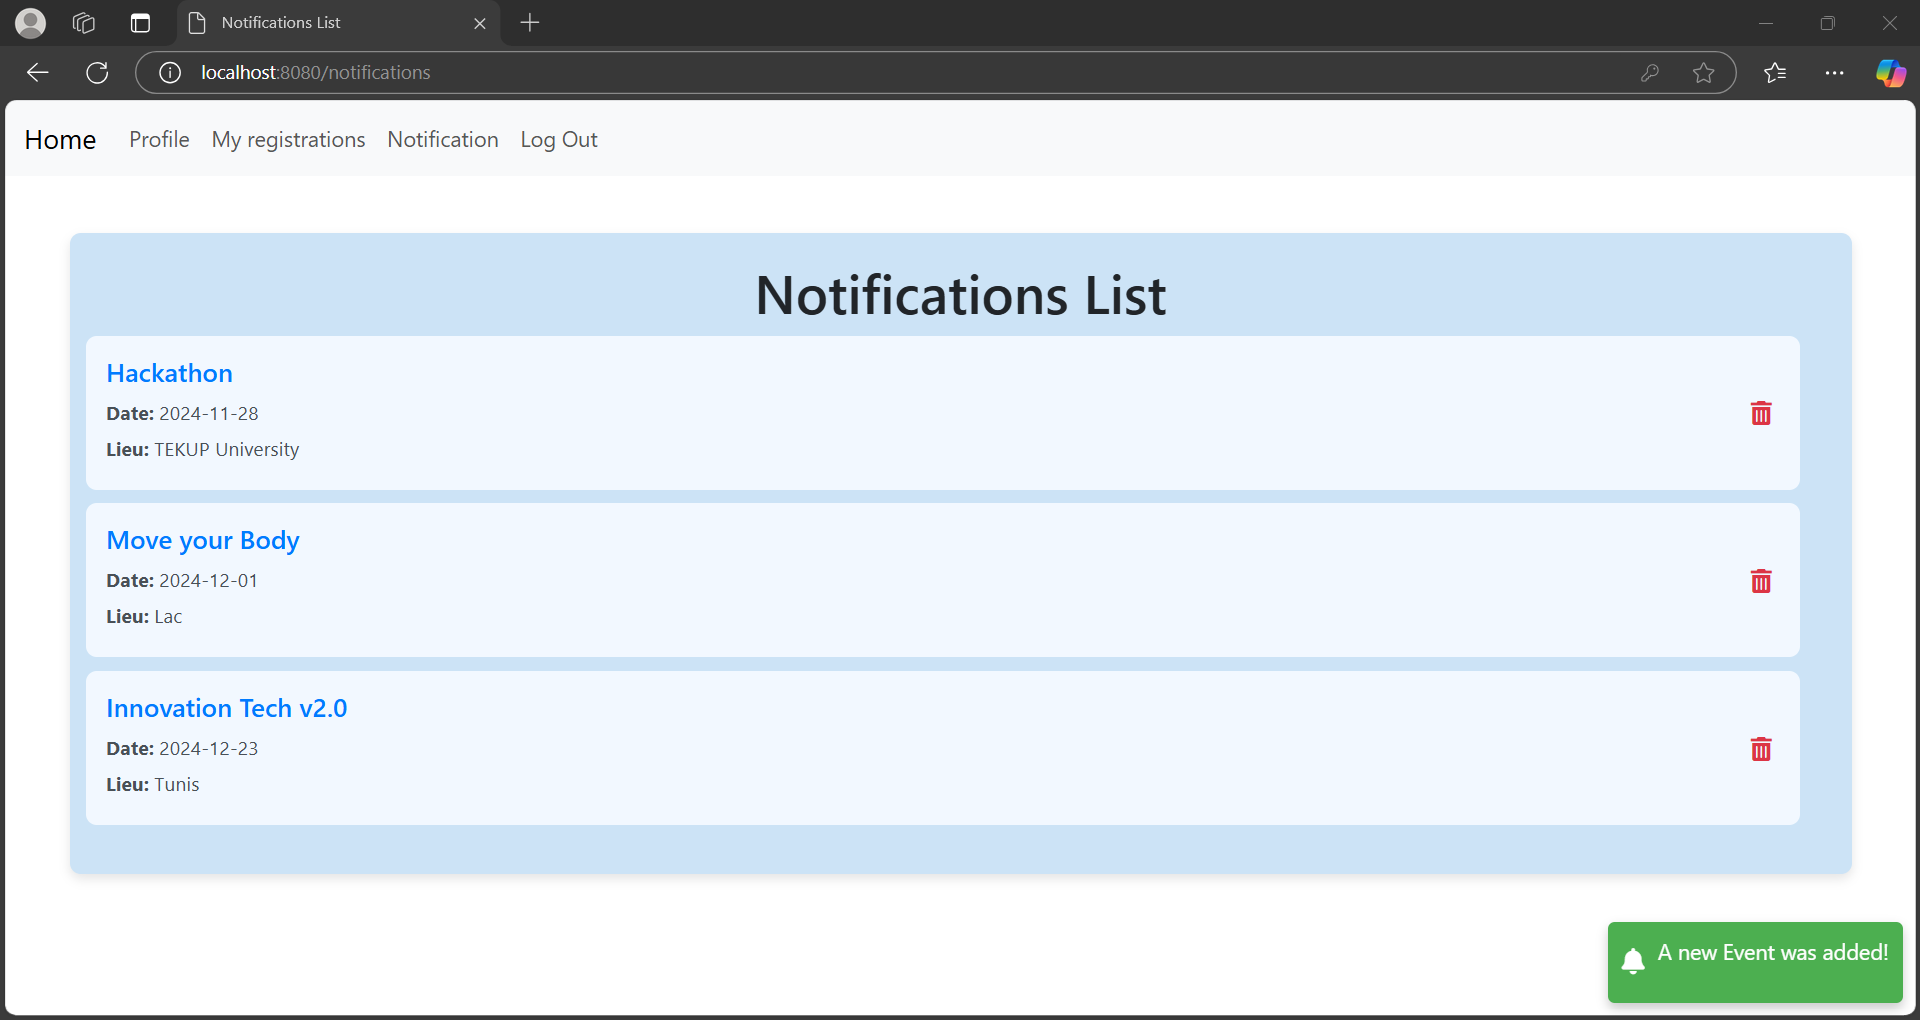 Notifications List
localhost:8080/notifications
Home Profile My registrations Notification Log Out
Notifications List
Hackathon
Date: 2024-11-28
Lieu: TEKUP University
Move your Body
Date: 2024-12-01
Lieu: Lac
Innovation Tech v2.0
Date: 2024-12-23
Lieu: Tunis
A new Event was added!